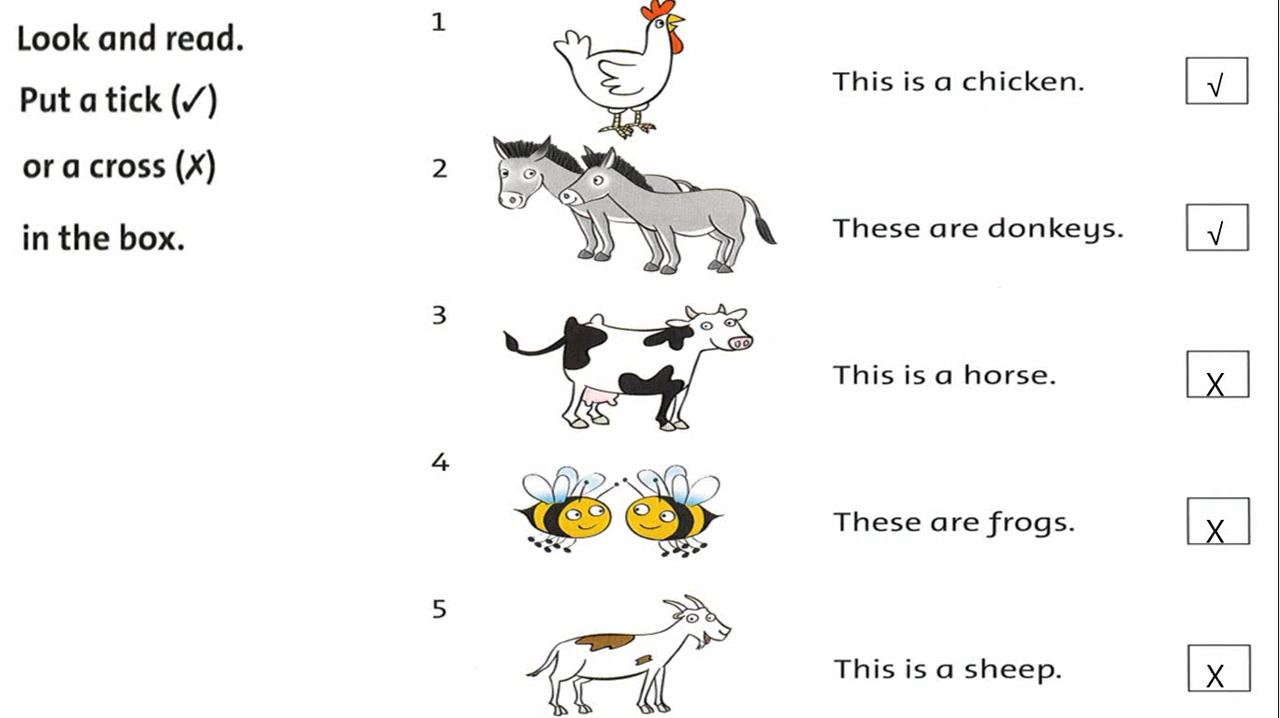 Look and read.
Put a tick (✓)
or a cross (✗)
in the box.
1
This is a chicken. √
2
These are donkeys. √
3
This is a horse. X
4
These are frogs. X
5
This is a sheep. X